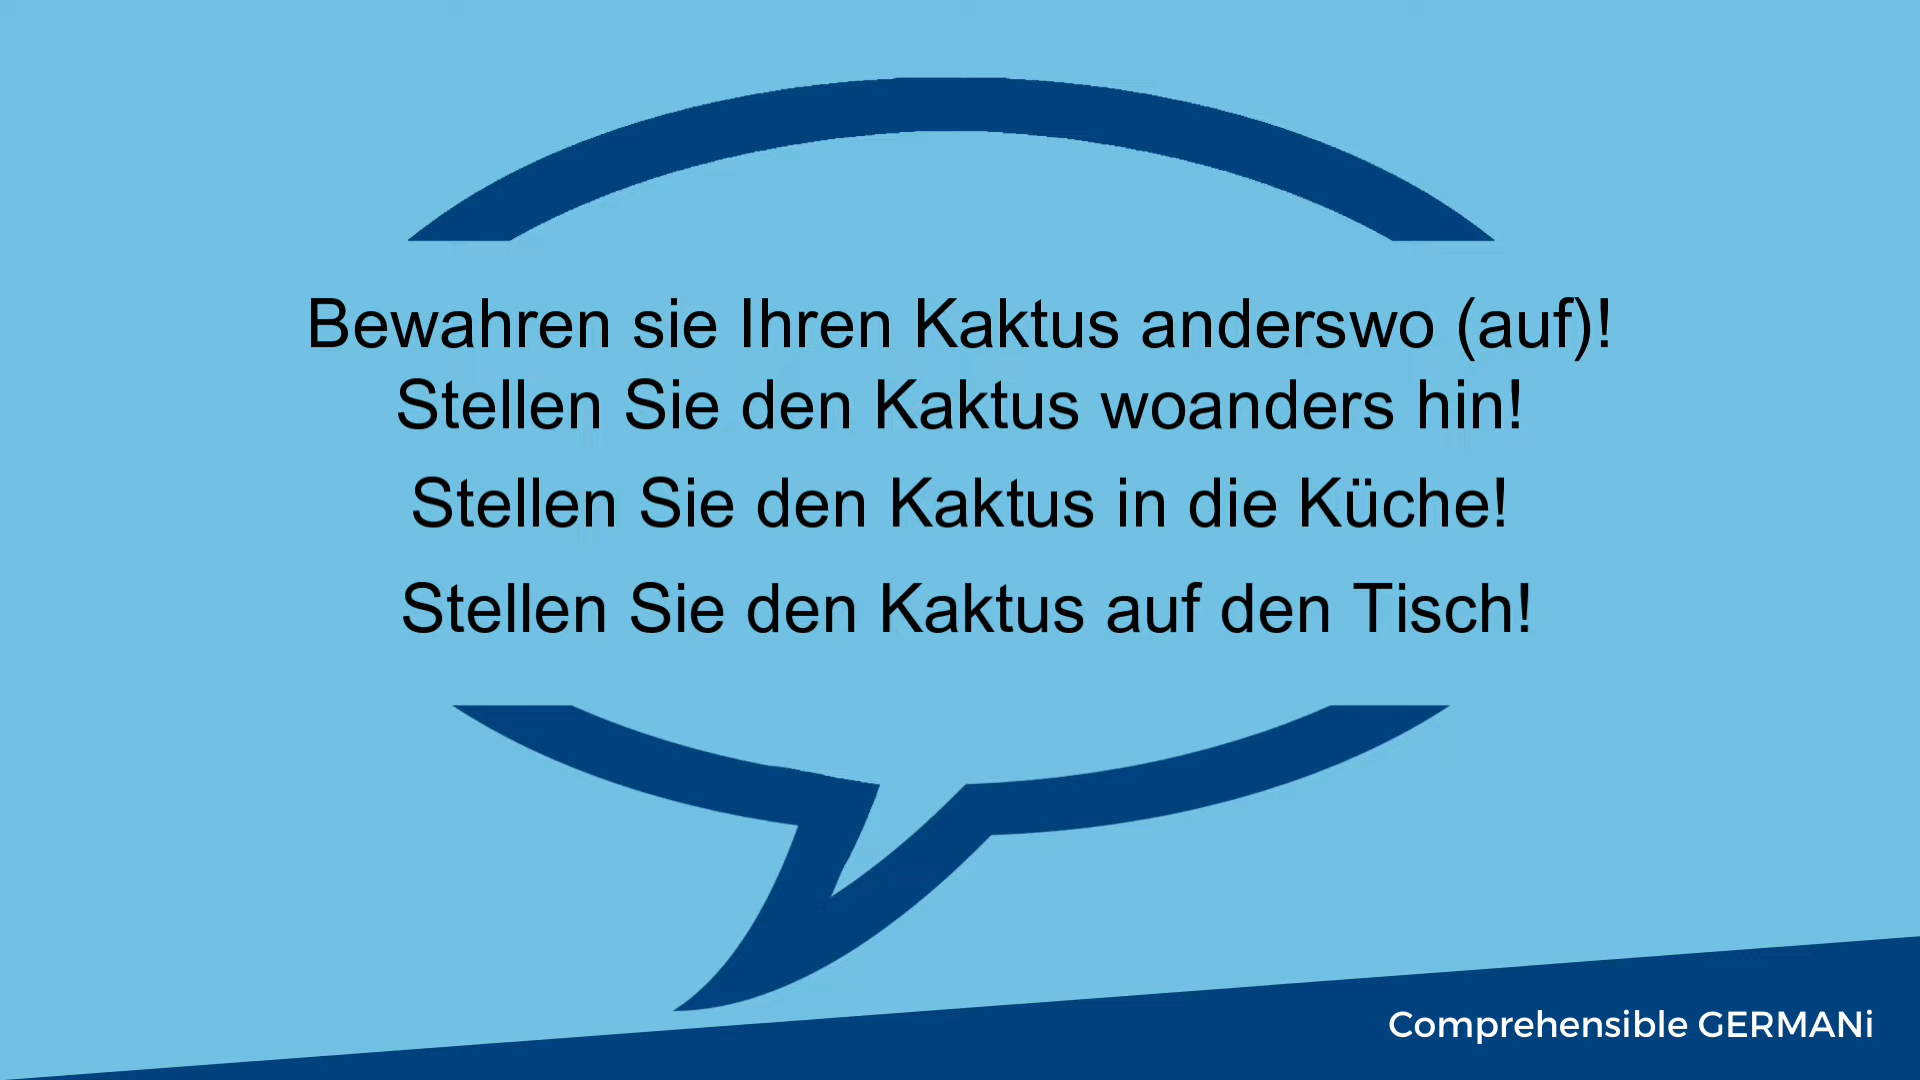 Bewahren sie Ihren Kaktus anderswo (auf)!
Stellen Sie den Kaktus woanders hin!
Stellen Sie den Kaktus in die Küche!
Stellen Sie den Kaktus auf den Tisch!
Comprehensible GERMANi